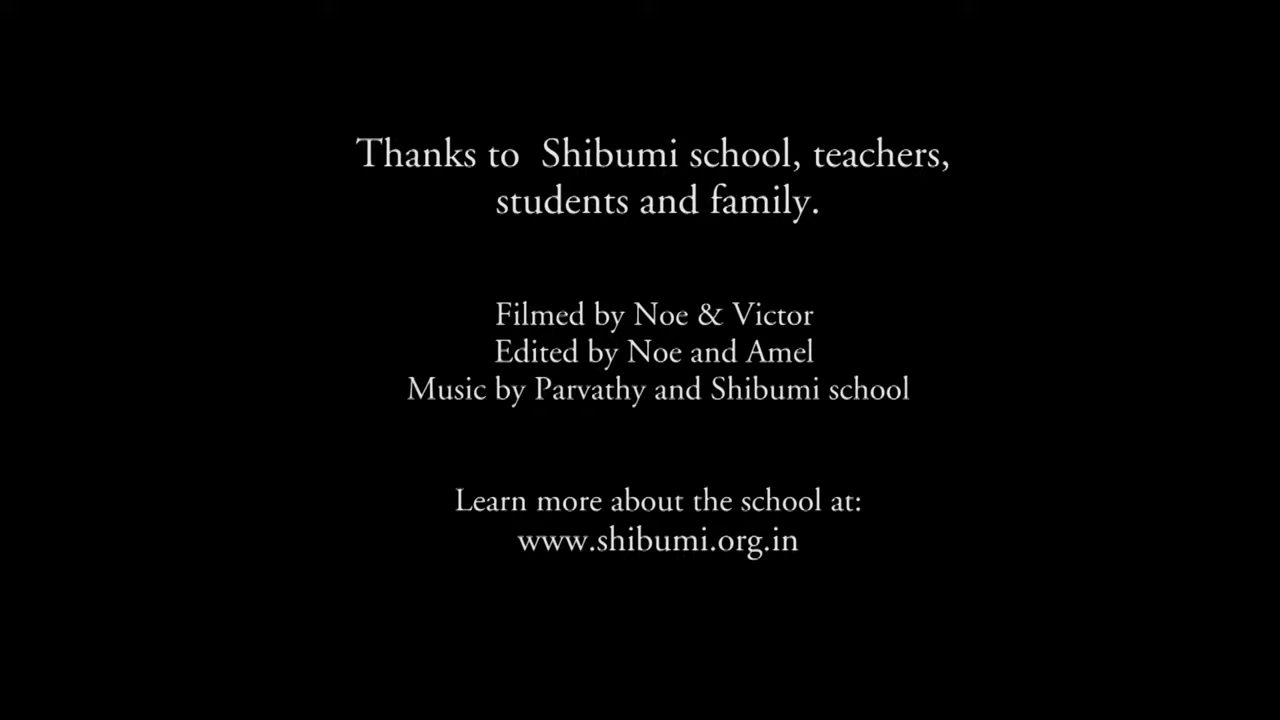 Thanks to  Shibumi school, teachers,
students and family.
Filmed by Noe & Victor
Edited by Noe and Amel
Music by Parvathy and Shibumi school
Learn more about the school at:
www.shibumi.org.in